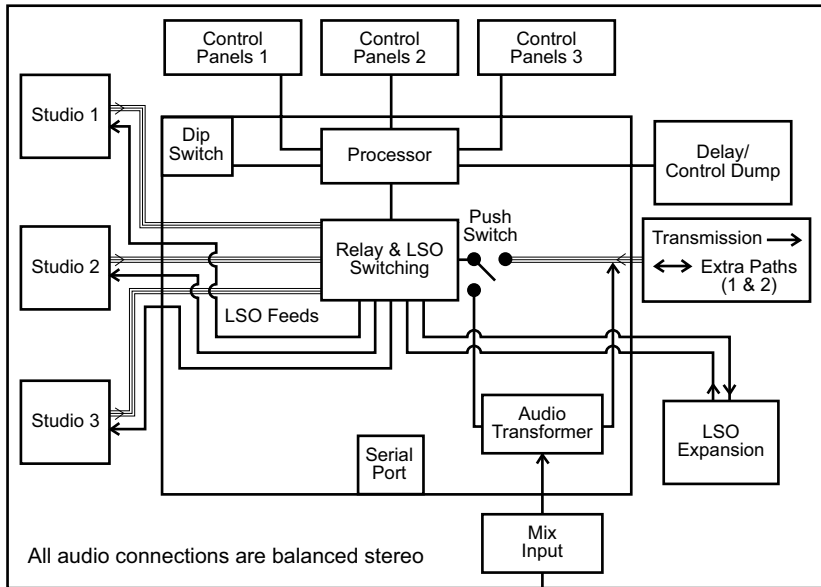 Control
Panels 1
Control
Panels 2
Control
Panels 3
Studio 1
Dip
Switch
Processor
Delay/
Control Dump
Studio 2
Relay & LSO
Switching
Push
Switch
Transmission
Extra Paths
(1 & 2)
LSO Feeds
Studio 3
Audio
Transformer
LSO
Expansion
Serial
Port
Mix
Input
All audio connections are balanced stereo